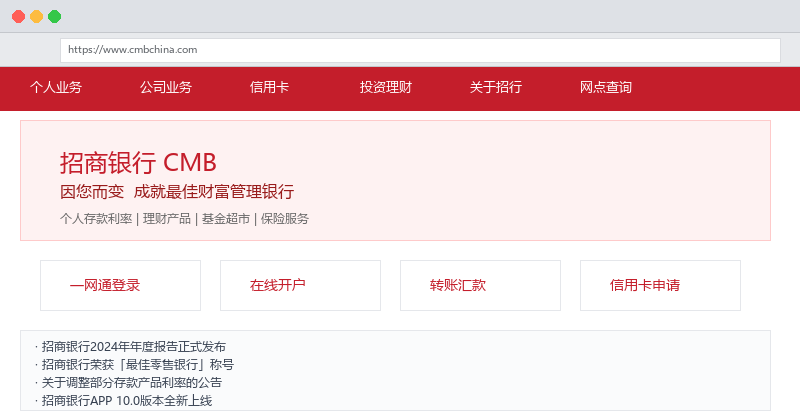 https://www.cmbchina.com
个人业务 公司业务 信用卡 投资理财 关于招行 网点查询
招商银行 CMB
因您而变 成就最佳财富管理银行
个人存款利率 | 理财产品 | 基金超市 | 保险服务
一网通登录 在线开户 转账汇款 信用卡申请
· 招商银行2024年年度报告正式发布
· 招商银行荣获「最佳零售银行」称号
· 关于调整部分存款产品利率的公告
· 招商银行APP 10.0版本全新上线